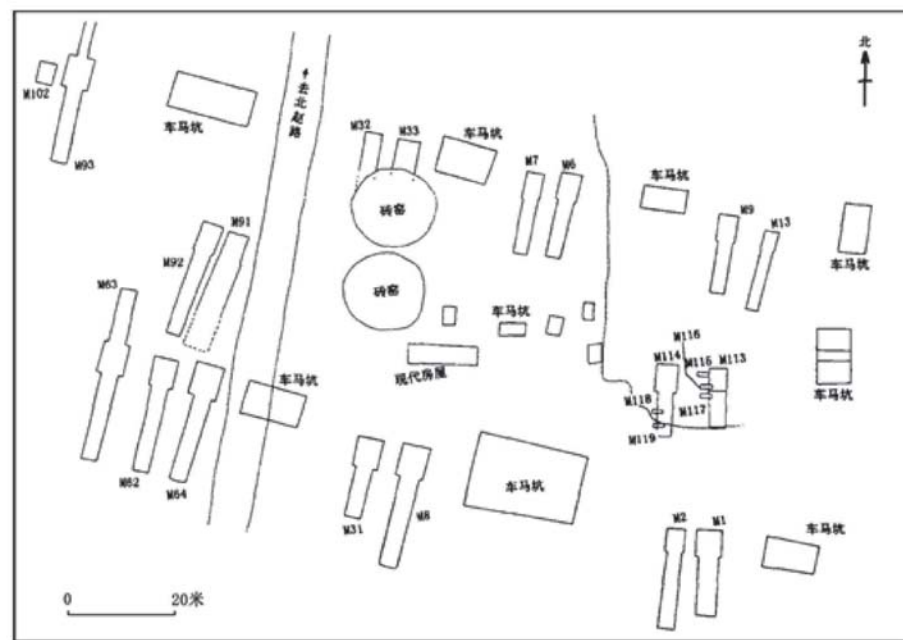 北
M102
M93
车马坑
去北赵路
M32
M33
车马坑
M7
M6
车马坑
M9
M13
车马坑
砖窑
M92
M91
砖窑
M63
车马坑
现代房屋
M116
M114
M115
M113
M118
M117
M119
车马坑
车马坑
M62
M64
M31
M8
车马坑
M2
M1
车马坑
0
20米